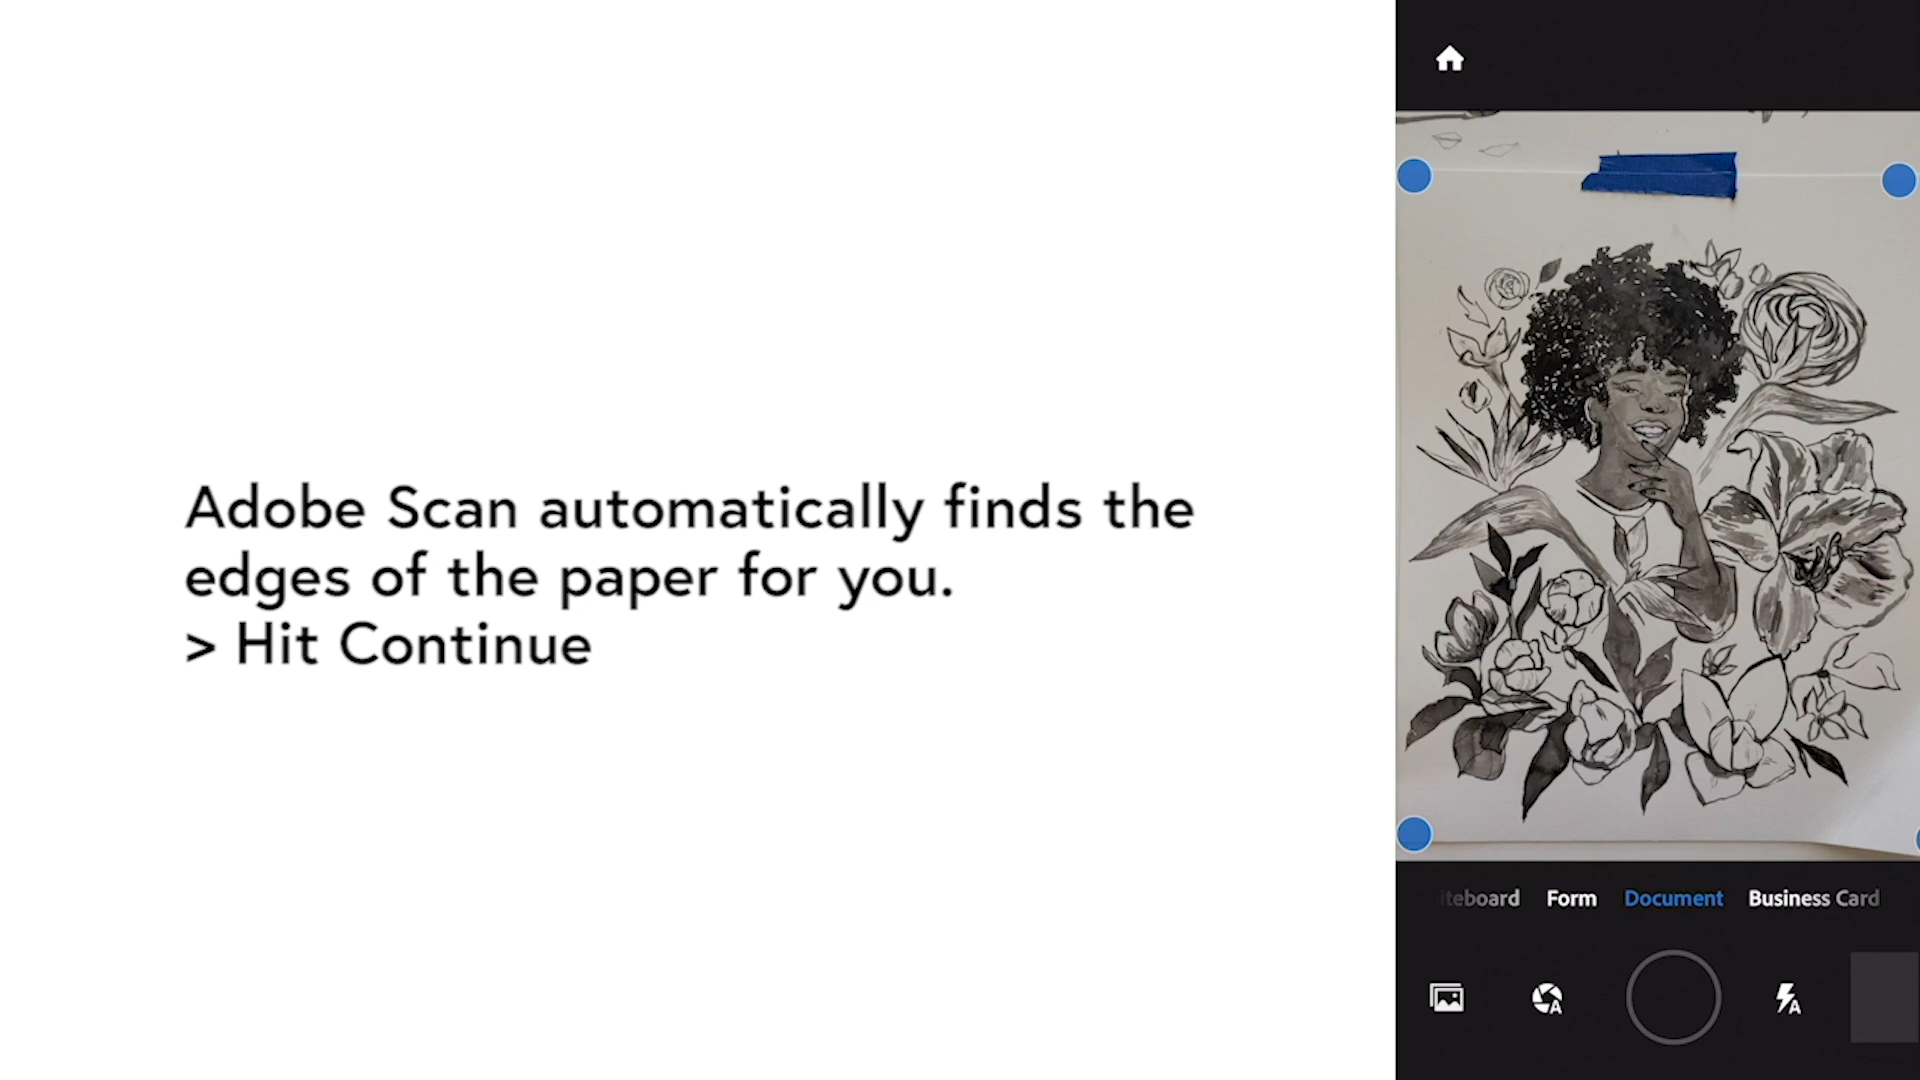 Adobe Scan automatically finds the
edges of the paper for you.
> Hit Continue
iteboard Form Document Business Card